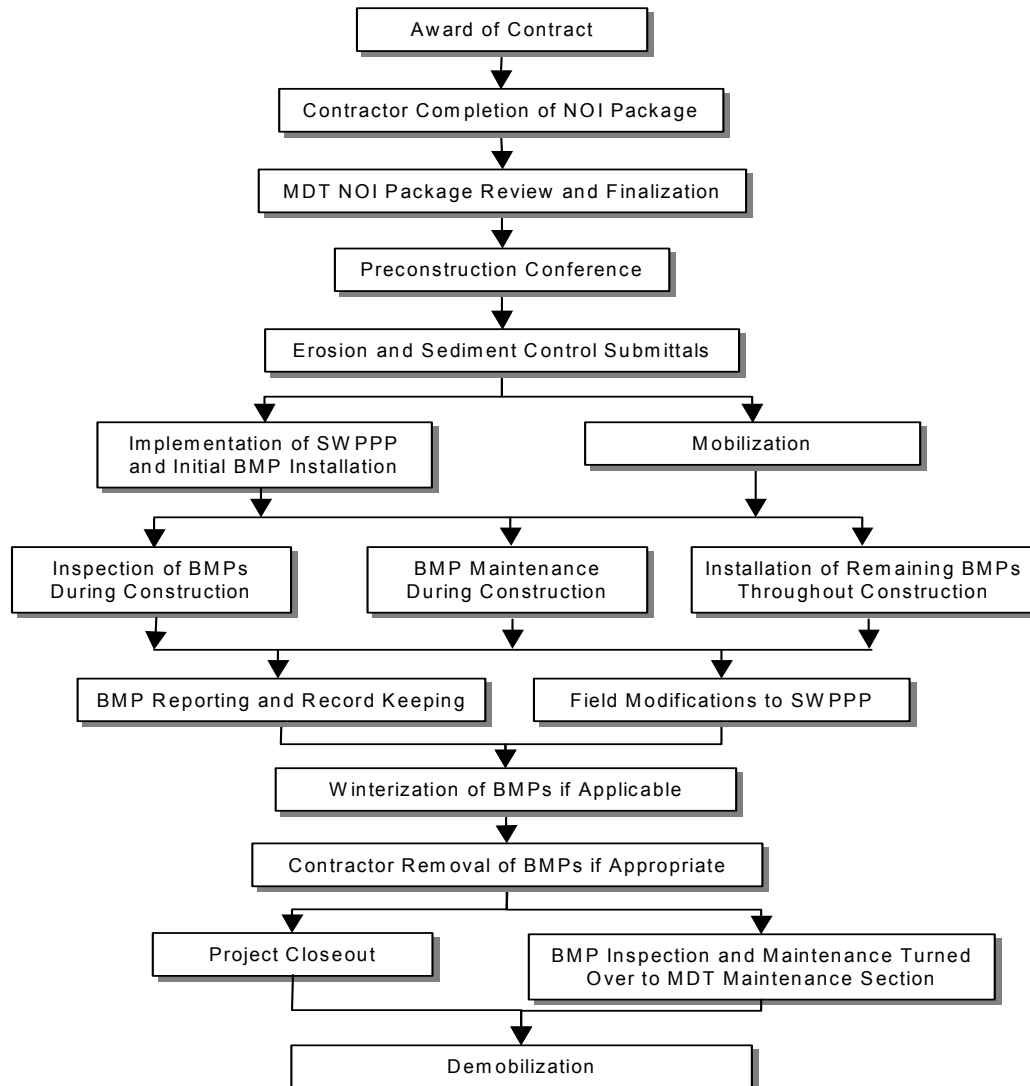 Award of Contract
Contractor Completion of NOI Package
MDT NOI Package Review and Finalization
Preconstruction Conference
Erosion and Sediment Control Submittals
Implementation of SWPPP
and Initial BMP Installation
Mobilization
Inspection of BMPs
During Construction
BMP Maintenance
During Construction
Installation of Remaining BMPs
Throughout Construction
BMP Reporting and Record Keeping
Field Modifications to SWPPP
Winterization of BMPs if Applicable
Contractor Removal of BMPs if Appropriate
Project Closeout
BMP Inspection and Maintenance Turned
Over to MDT Maintenance Section
Demobilization